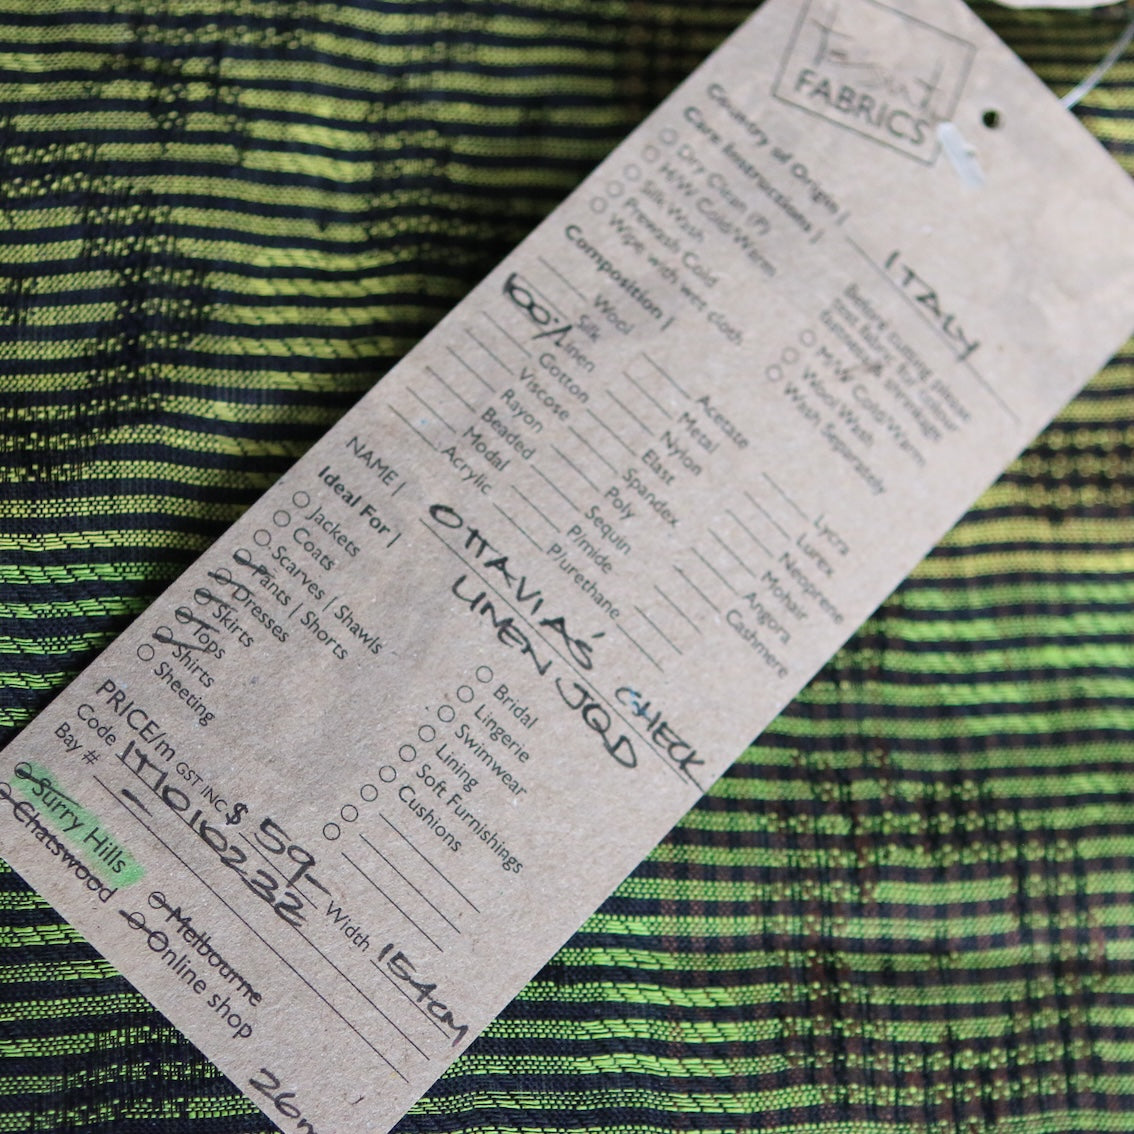 Tessuti
FABRICS
Country of Origin | ITALY
Care Instructions |
Dry Clean (P)
H/W Cold/Warm
Silk Wash
Prewash Cold
Wipe with wet cloth
Before cutting please
iron fabric for fallout
M/W Cold/Warm
Wool Wash
Wash Separately
Composition |
Wool
Silk
100% Linen
Cotton
Viscose
Rayon
Beaded
Modal
Acrylic
Acetate
Metal
Nylon
Elast
Spandex
Poly
Sequin
P/mide
P/urethane
Lycra
Lurex
Neoprene
Mohair
Angora
Cashmere
NAME | OTTAVIA'S CHECK
LINEN JQD
Ideal For |
Jackets
Coats
Scarves | Shawls
Pants | Shorts
Dresses
Skirts
Tops
Shirts
Sheeting
Bridal
Lingerie
Swimwear
Lining
Soft Furnishings
Cushions
PRICE/m GST INC $ 59- Width 154cm
Code ITI0110232
Bay # -
Surry Hills
Chatswood
Melbourne
Online shop
26m